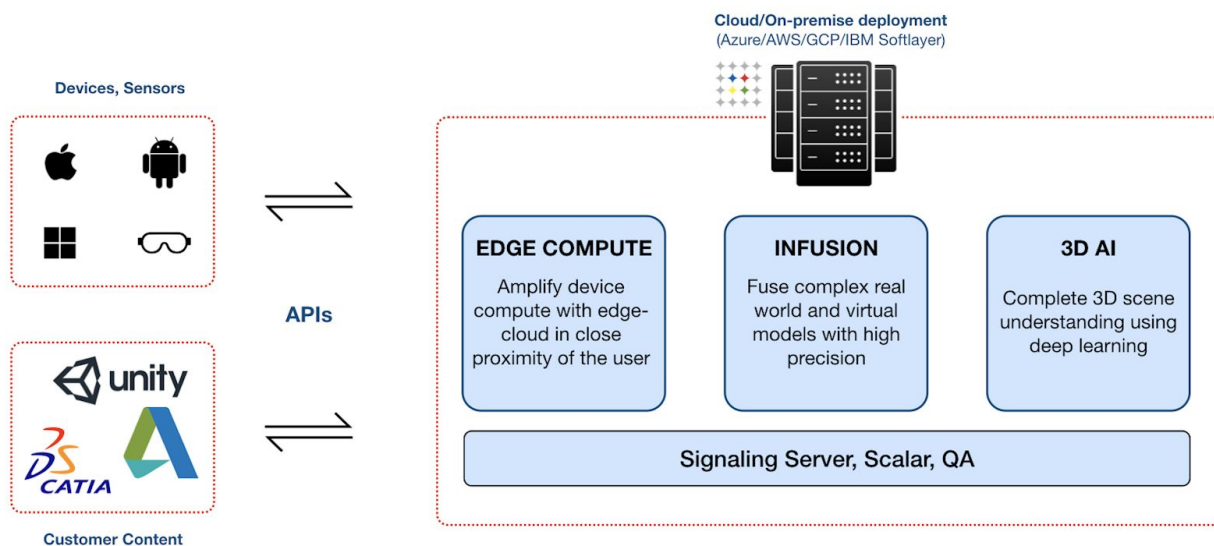 Cloud/On-premise deployment
(Azure/AWS/GCP/IBM Softlayer)
Devices, Sensors
APIs
unity
DS
CATIA
Customer Content
EDGE COMPUTE
Amplify device
compute with edge-
cloud in close
proximity of the user
INFUSION
Fuse complex real
world and virtual
models with high
precision
3D AI
Complete 3D scene
understanding using
deep learning
Signaling Server, Scalar, QA